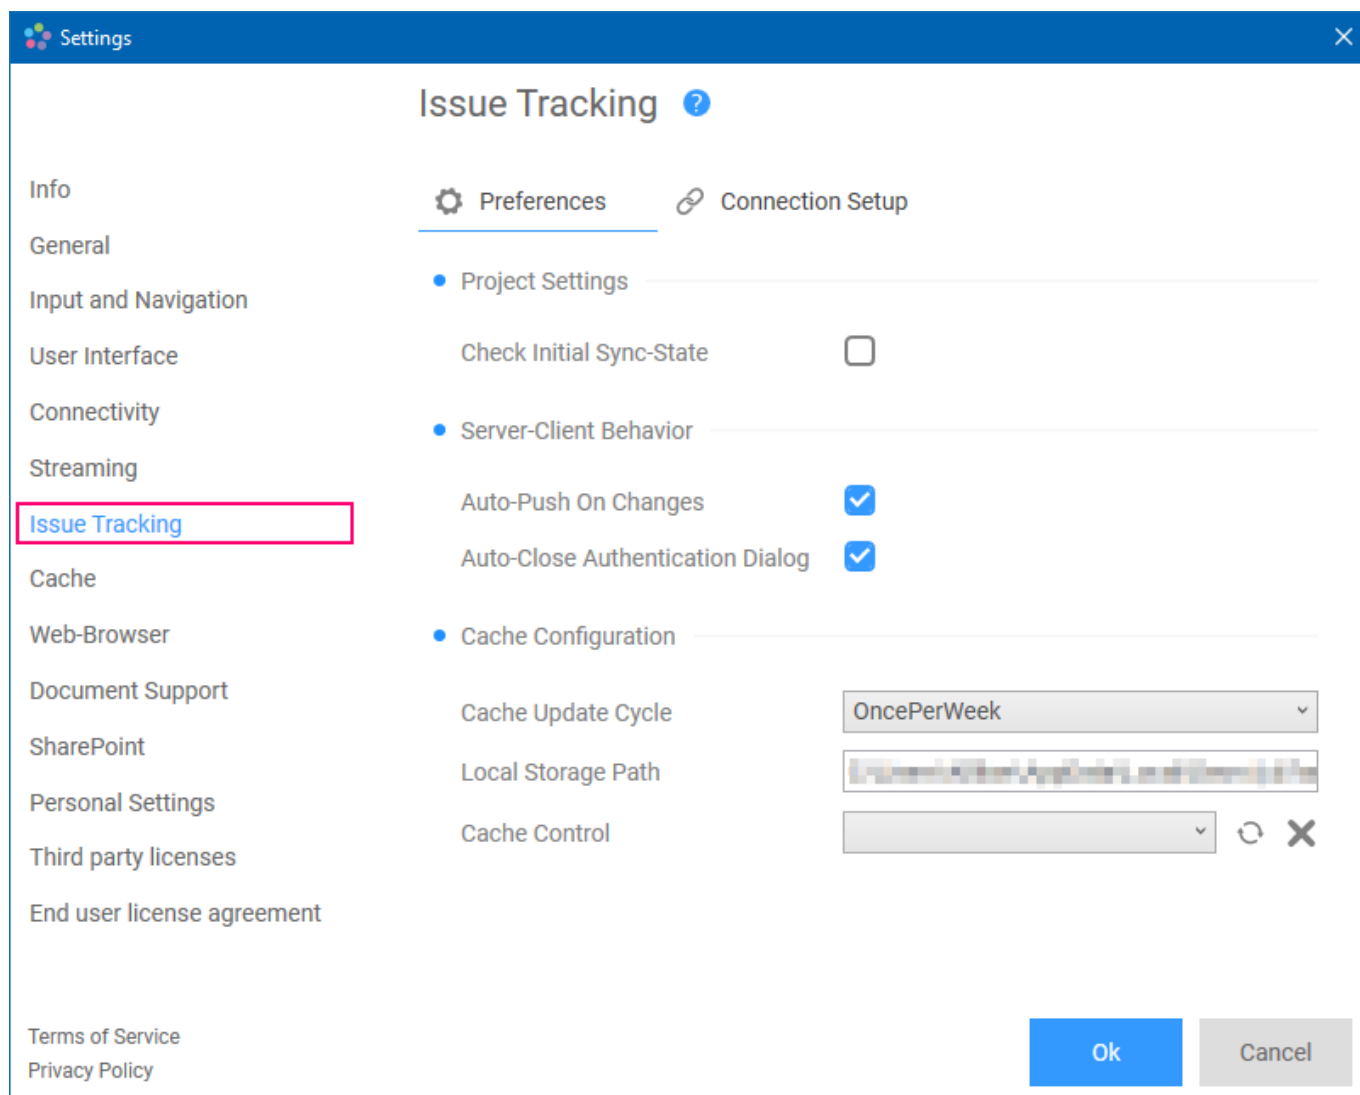 Settings
Issue Tracking ?
Info
General
Input and Navigation
User Interface
Connectivity
Streaming
Issue Tracking
Cache
Web-Browser
Document Support
SharePoint
Personal Settings
Third party licenses
End user license agreement
Terms of Service
Privacy Policy
Preferences
Connection Setup
Project Settings
Check Initial Sync-State
Server-Client Behavior
Auto-Push On Changes
Auto-Close Authentication Dialog
Cache Configuration
Cache Update Cycle OncePerWeek
Local Storage Path
Cache Control
Ok
Cancel